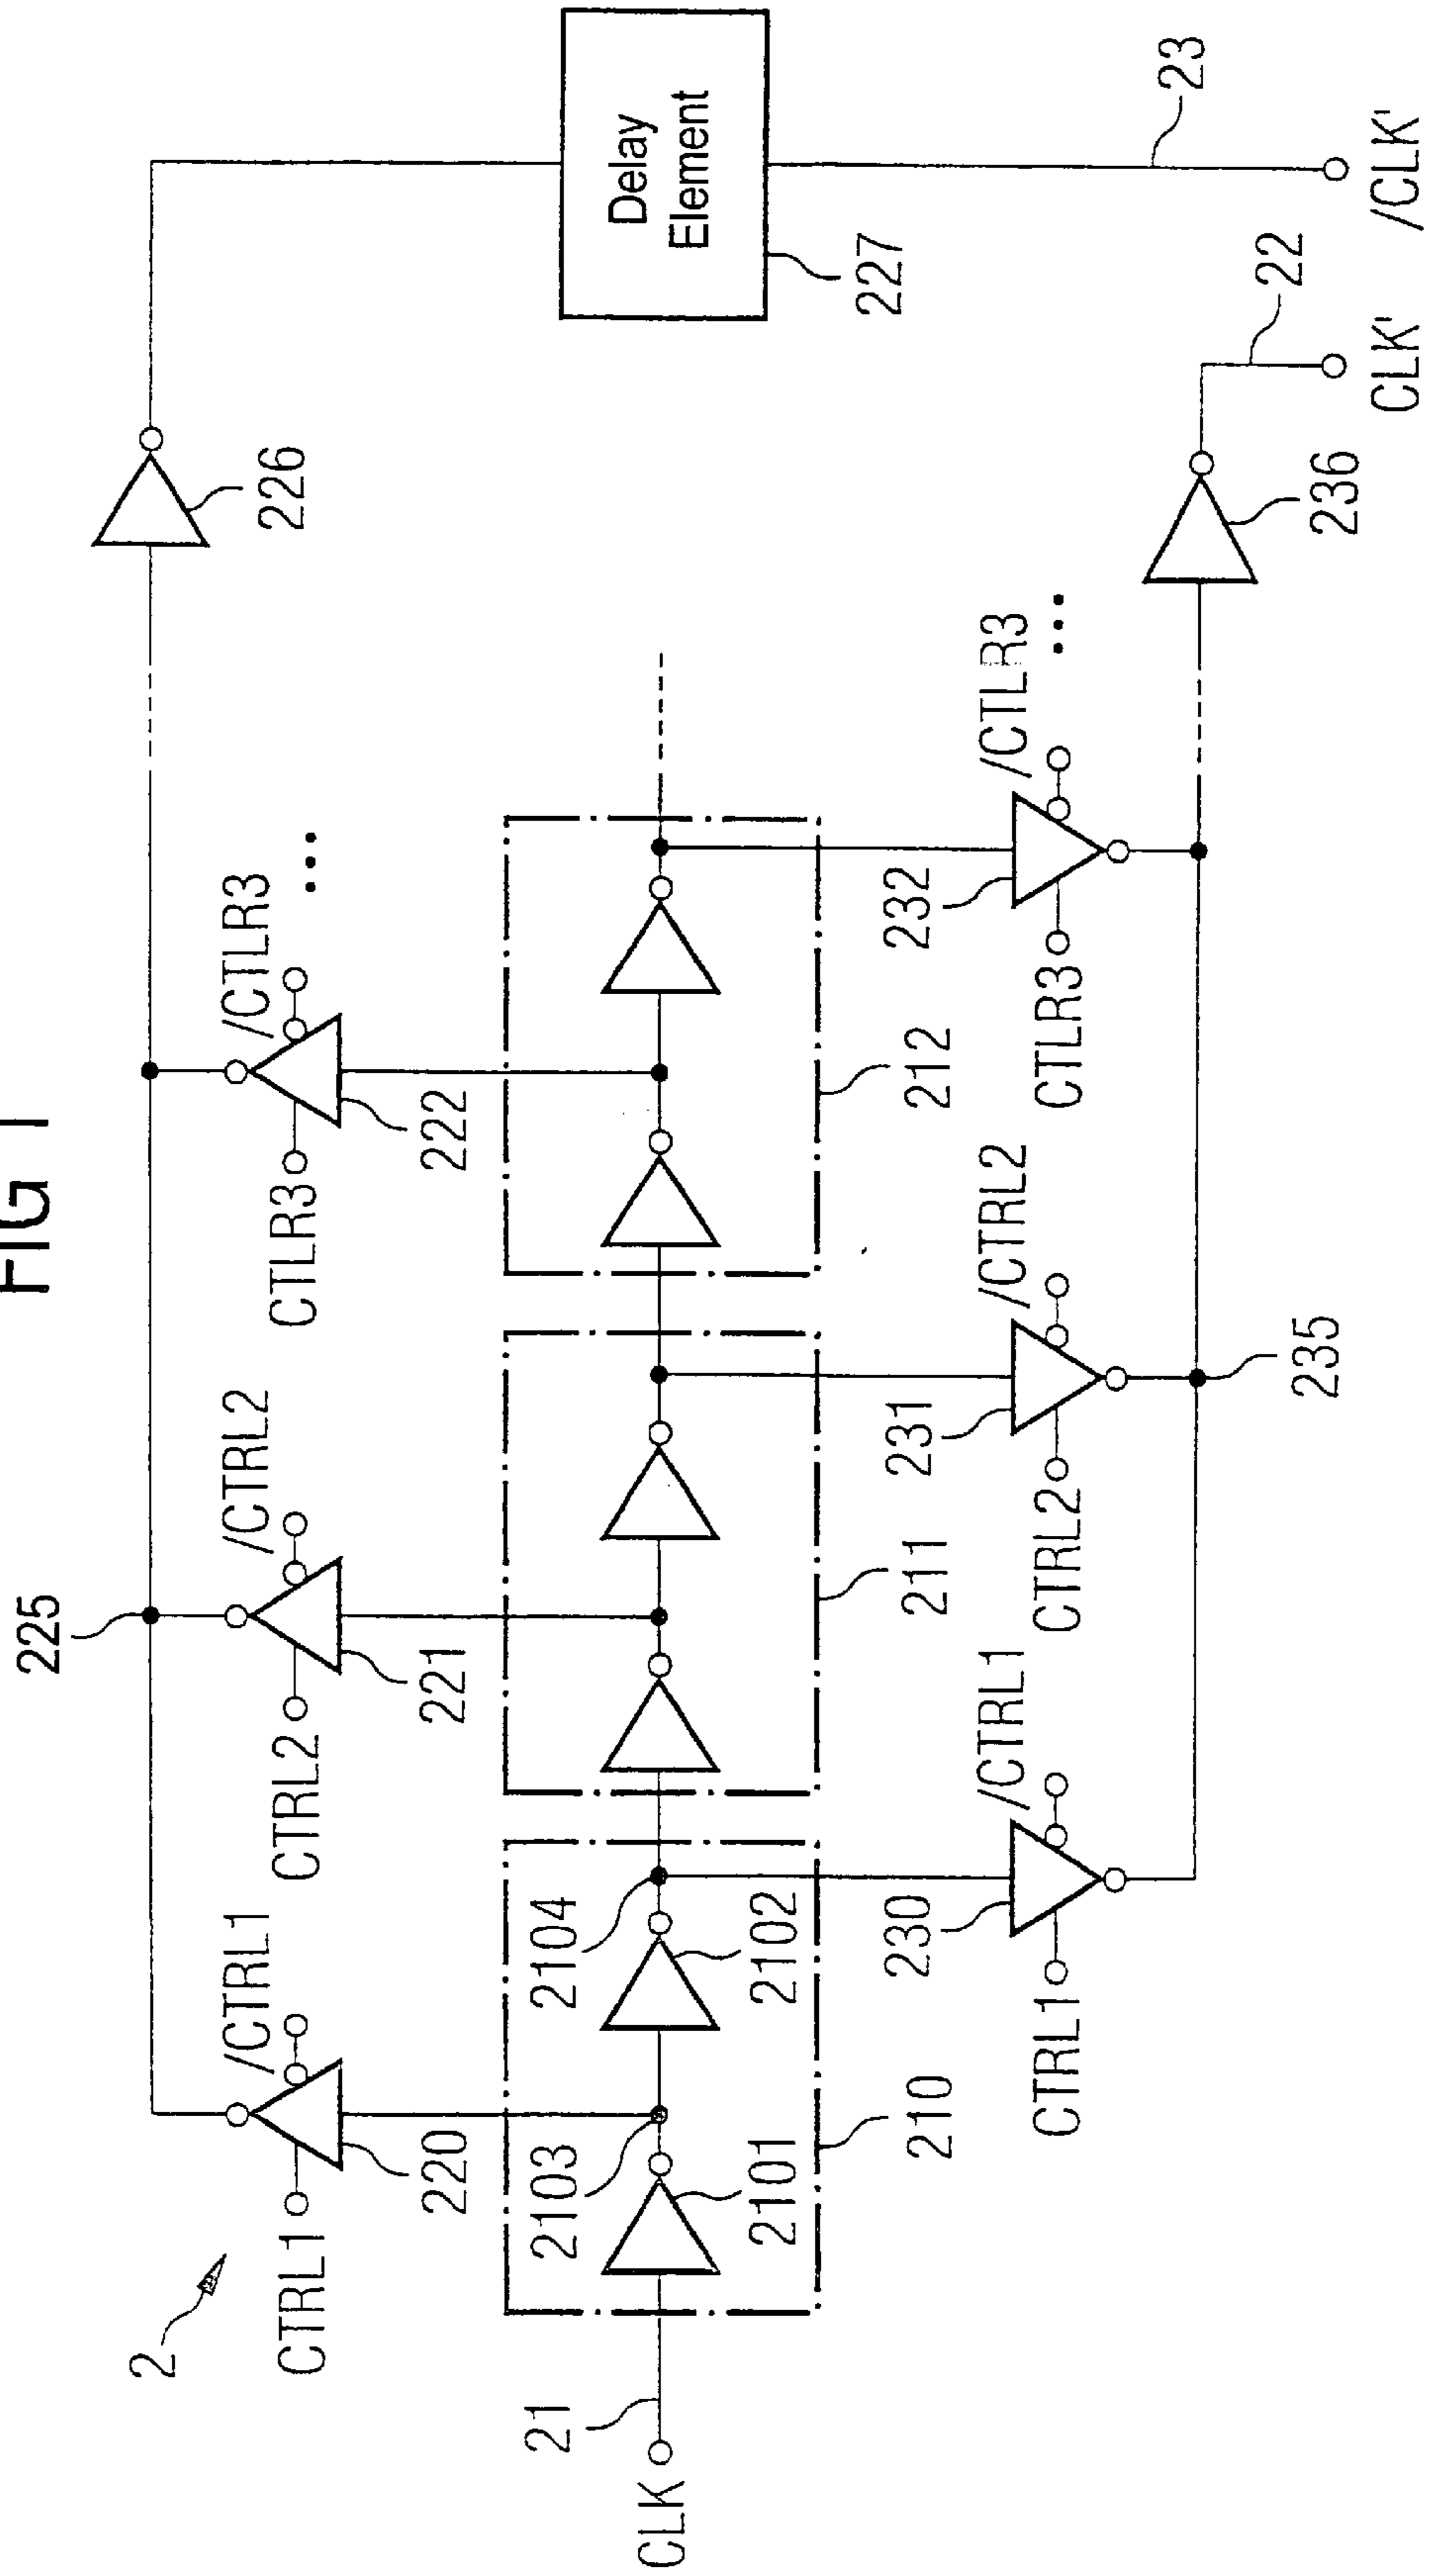 FIG 1
2
225
226
Delay
Element
227
23
/CLK'
22
CLK'
236
CTRL1
/CTRL1
220
CTRL2
/CTRL2
221
CTLR3
/CTLR3
...
222
CLK
21
2103
2104
2101
2102
210
211
212
230
CTRL1
/CTRL1
231
CTRL2
/CTRL2
232
CTLR3
/CTLR3
...
235